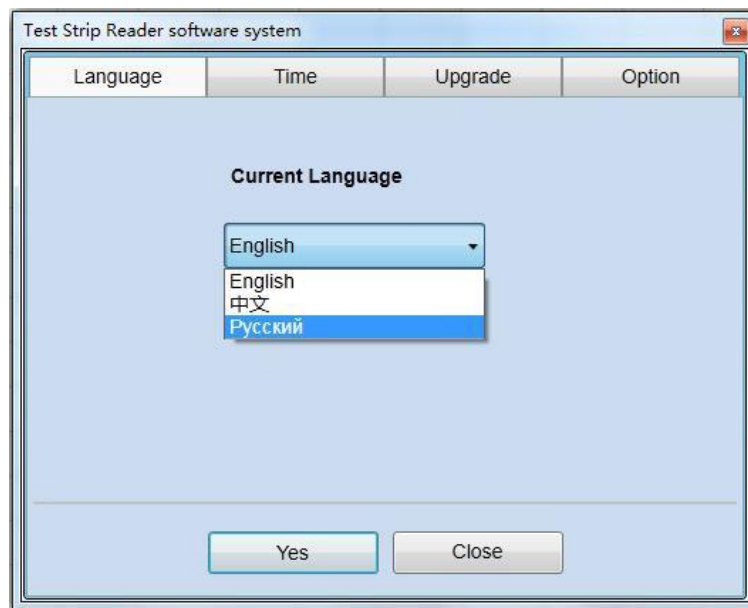 Test Strip Reader software system
Language Time Upgrade Option
Current Language
English
English
中文
Русский
Yes Close